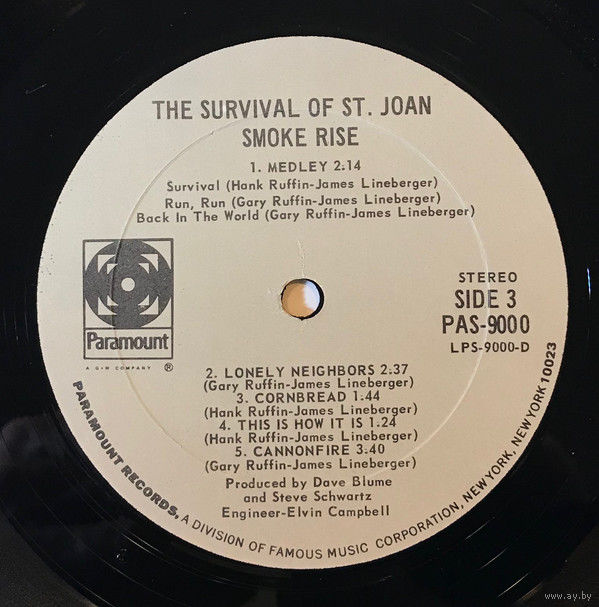 THE SURVIVAL OF ST. JOAN
SMOKE RISE
1. MEDLEY 2:14
Survival (Hank Ruffin-James Lineberger)
Run, Run (Gary Ruffin-James Lineberger)
Back In The World (Gary Ruffin-James Lineberger)
Paramount
A G+W COMPANY ®
STEREO
SIDE 3
PAS-9000
LPS-9000-D
2. LONELY NEIGHBORS 2:37
(Gary Ruffin-James Lineberger)
3. CORNBREAD 1:44
(Hank Ruffin-James Lineberger)
4. THIS IS HOW IT IS 1:24
(Hank Ruffin-James Lineberger)
5. CANNONFIRE 3:40
(Gary Ruffin-James Lineberger)
Produced by Dave Blume
and Steve Schwartz
Engineer-Elvin Campbell
PARAMOUNT RECORDS, A DIVISION OF FAMOUS MUSIC CORPORATION, NEW YORK, NEW YORK 10023
www.ay.by